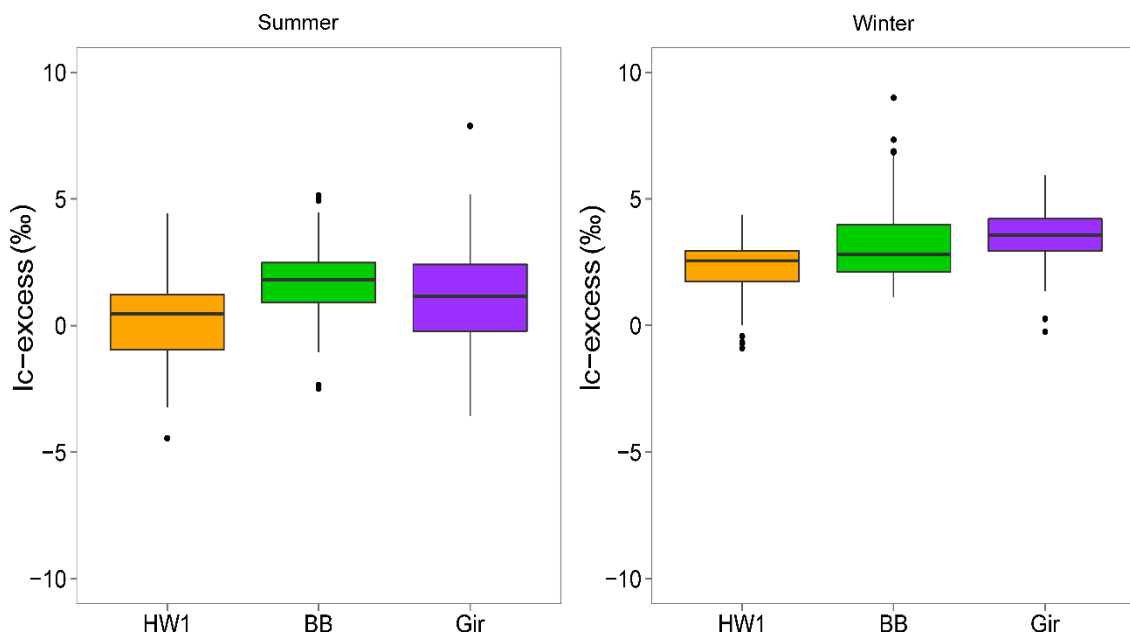 Summer
Winter
lc-excess (‰)
10
5
0
−5
−10
HW1
BB
Gir
lc-excess (‰)
10
5
0
−5
−10
HW1
BB
Gir